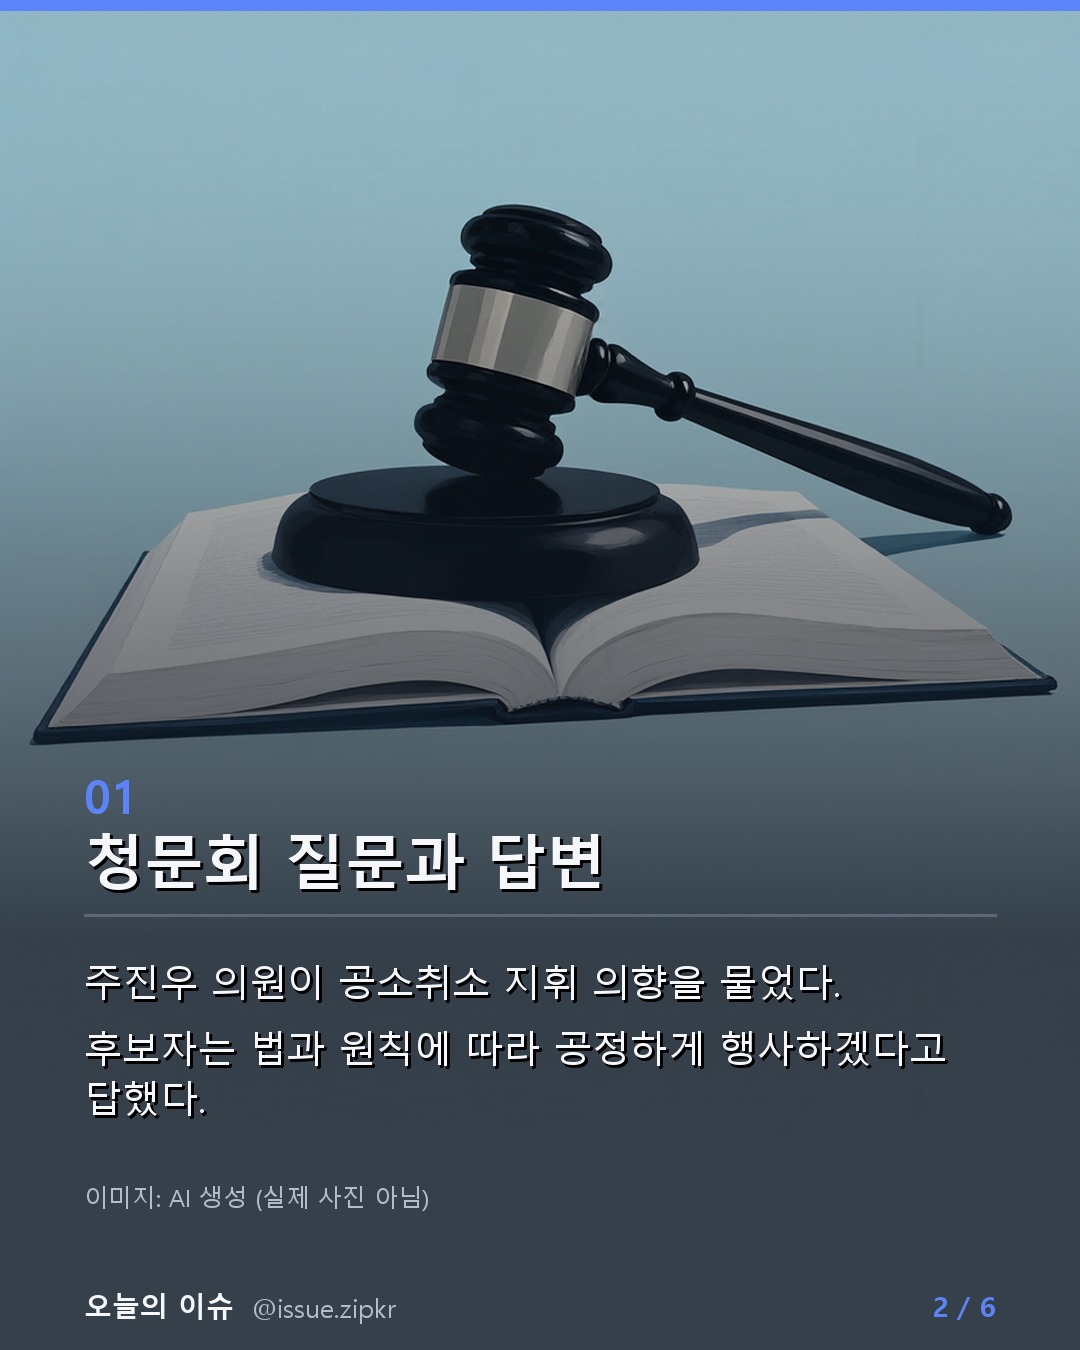 01
청문회 질문과 답변
주진우 의원이 공소취소 지휘 의향을 물었다.
후보자는 법과 원칙에 따라 공정하게 행사하겠다고
답했다.
이미지: AI 생성 (실제 사진 아님)
오늘의 이슈 @issue.zipkr
2 / 6